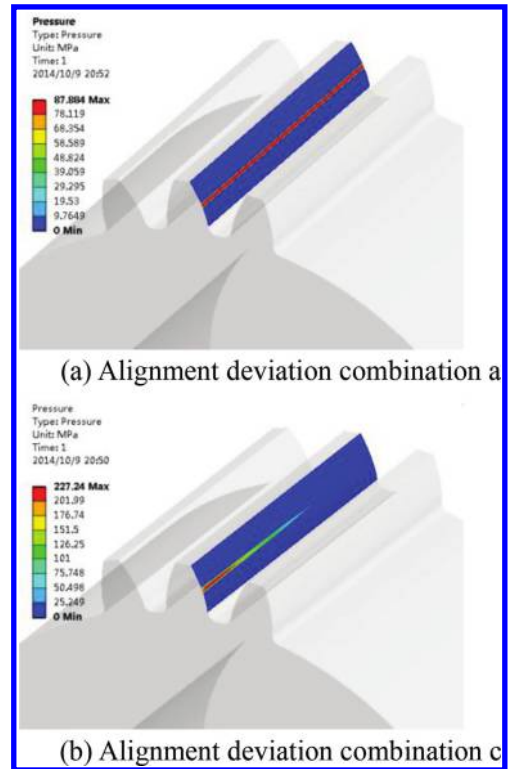 Pressure
Type: Pressure
Unit: MPa
Time: 1
2014/10/9 20:52
87.884 Max
78.119
68.354
58.589
48.824
39.059
29.295
19.53
9.7649
0 Min
(a) Alignment deviation combination a
Pressure
Type: Pressure
Unit: MPa
Time: 1
2014/10/9 20:50
227.24 Max
201.99
176.74
151.5
126.25
101
75.748
50.498
25.249
0 Min
(b) Alignment deviation combination c